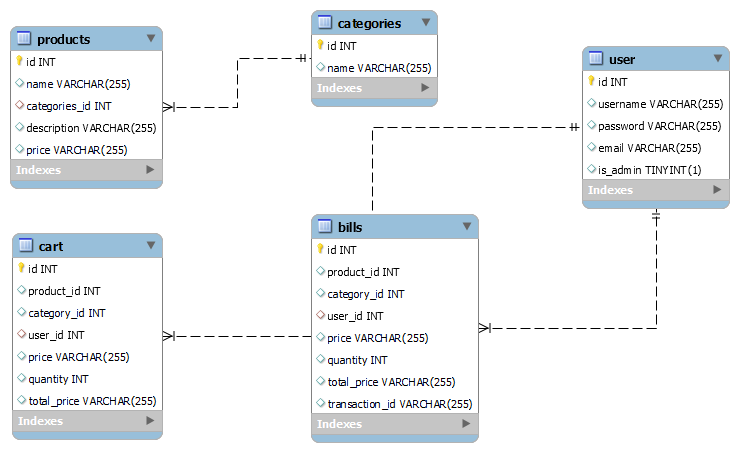 products
id INT
name VARCHAR(255)
categories_id INT
description VARCHAR(255)
price VARCHAR(255)
Indexes
categories
id INT
name VARCHAR(255)
Indexes
user
id INT
username VARCHAR(255)
password VARCHAR(255)
email VARCHAR(255)
is_admin TINYINT(1)
Indexes
cart
id INT
product_id INT
category_id INT
user_id INT
price VARCHAR(255)
quantity INT
total_price VARCHAR(255)
Indexes
bills
id INT
product_id INT
category_id INT
user_id INT
price VARCHAR(255)
quantity INT
total_price VARCHAR(255)
transaction_id VARCHAR(255)
Indexes